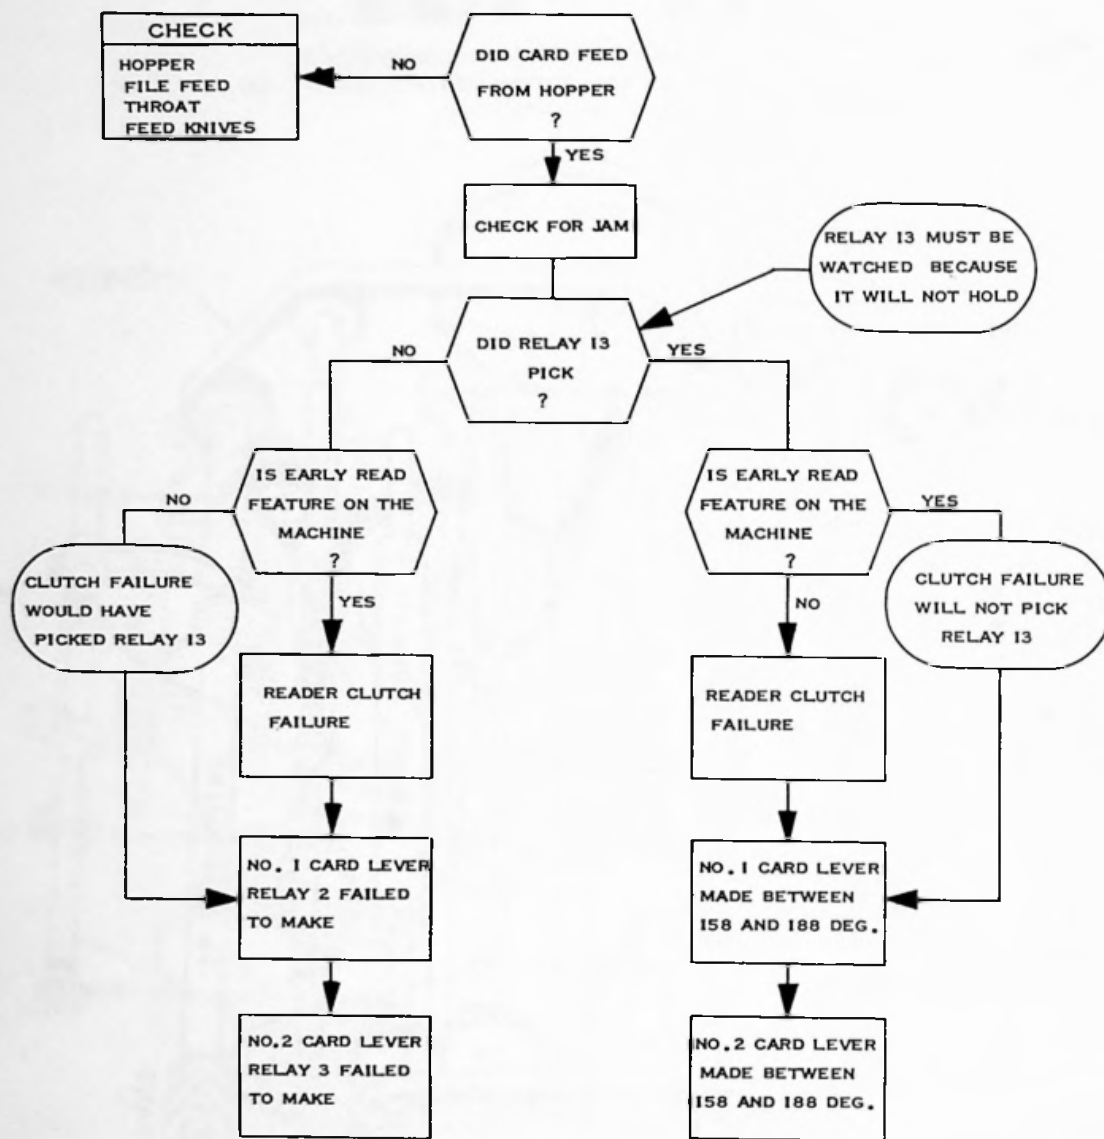 CHECK
HOPPER
FILE FEED
THROAT
FEED KNIVES
NO
DID CARD FEED
FROM HOPPER
?
YES
CHECK FOR JAM
RELAY 13 MUST BE
WATCHED BECAUSE
IT WILL NOT HOLD
NO
DID RELAY 13
PICK
?
YES
IS EARLY READ
FEATURE ON THE
MACHINE
?
NO
YES
CLUTCH FAILURE
WOULD HAVE
PICKED RELAY 13
READER CLUTCH
FAILURE
NO. 1 CARD LEVER
RELAY 2 FAILED
TO MAKE
NO. 2 CARD LEVER
RELAY 3 FAILED
TO MAKE
IS EARLY READ
FEATURE ON THE
MACHINE
?
YES
NO
CLUTCH FAILURE
WILL NOT PICK
RELAY 13
READER CLUTCH
FAILURE
NO. 1 CARD LEVER
MADE BETWEEN
158 AND 188 DEG.
NO. 2 CARD LEVER
MADE BETWEEN
158 AND 188 DEG.